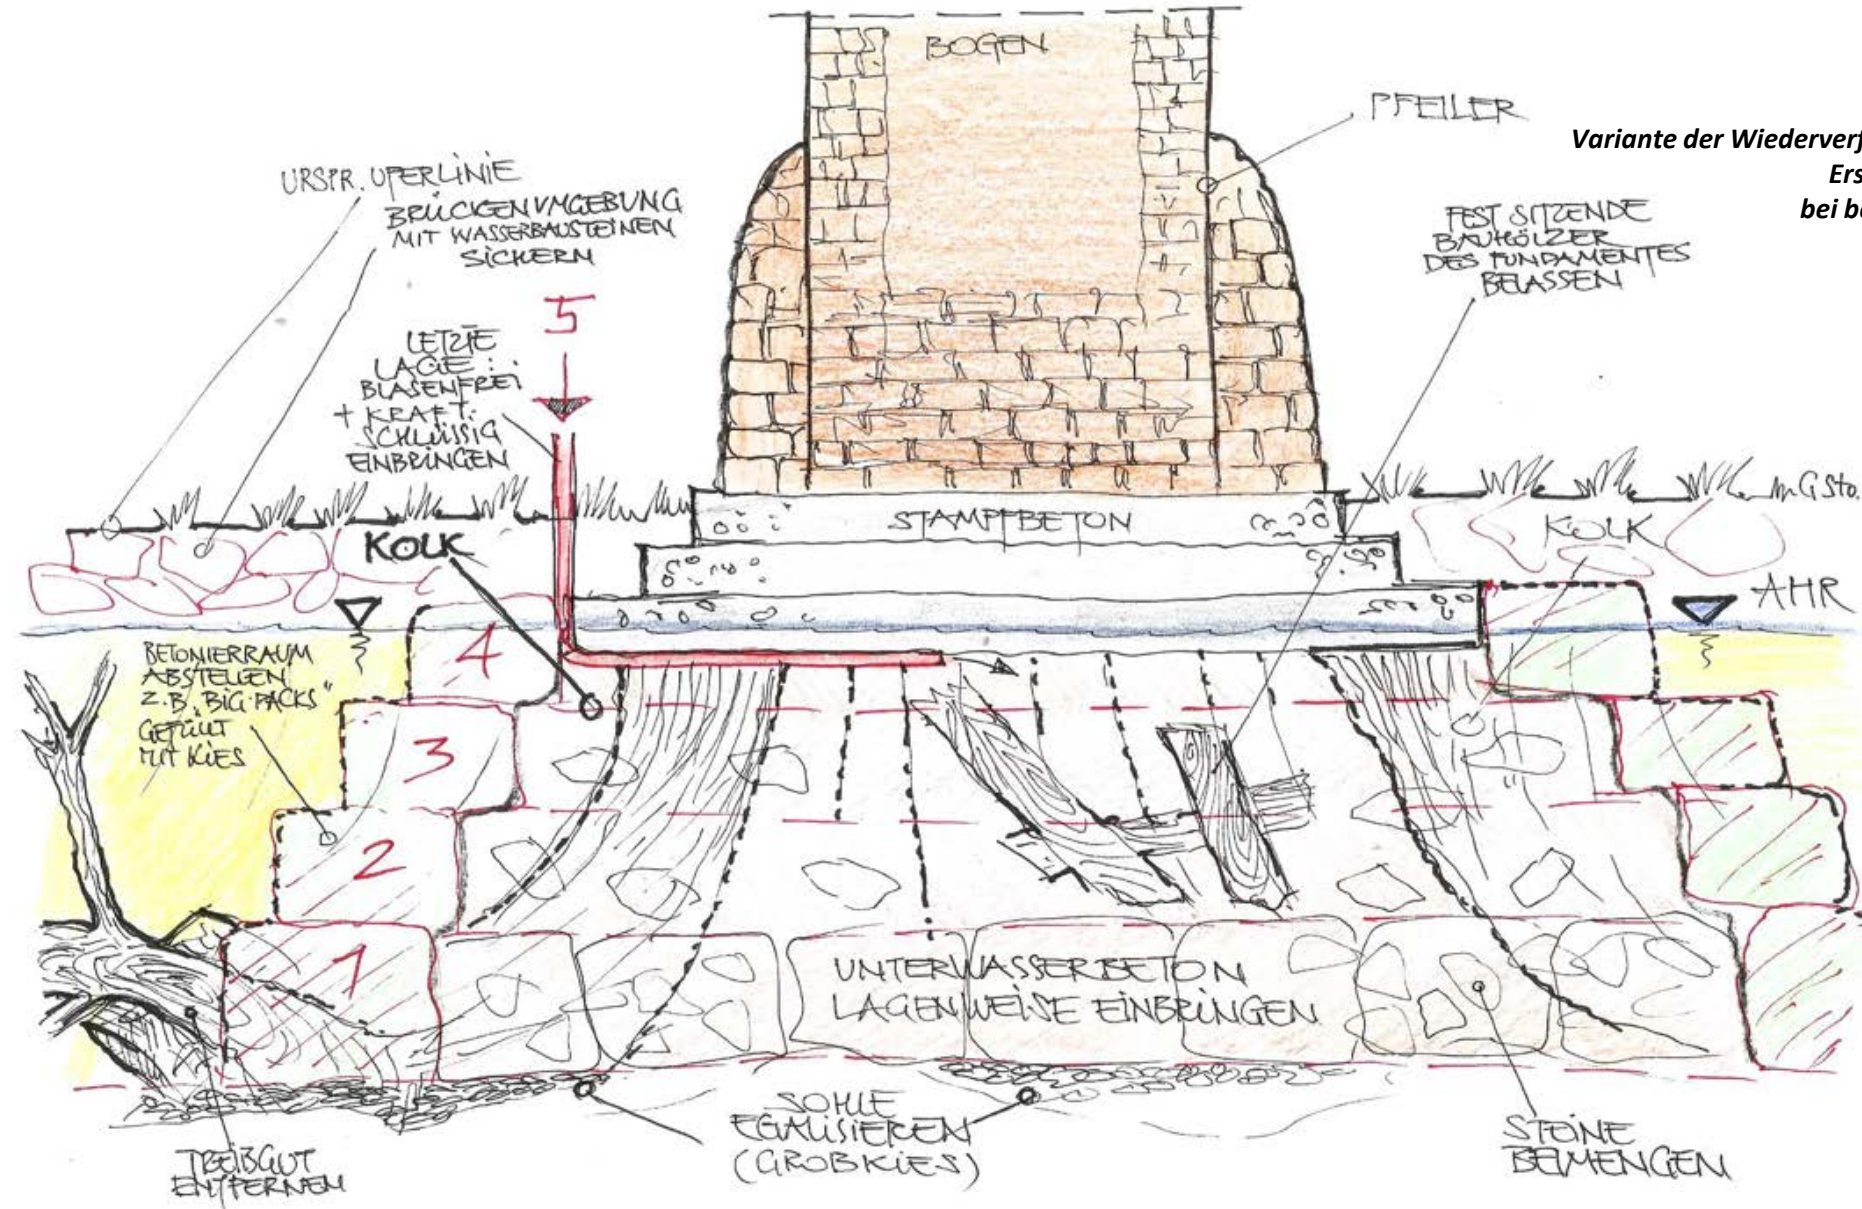 BOGEN
PFEILER
Variante der Wiederverf
Ers
bei b
URSPR. UFERLINIE
BRÜCKENUMGEBUNG
MIT WASSERBAUSTEINEN
SICHERN
FEST SITZENDE
BAUHÖLZER
DES FUNDAMENTES
BELASSEN
5
LETZTE
LAGE:
BLASENFREI
+ KRAFT-
SCHLÜSSIG
EINBRINGEN
STAMPFBETON
KOLK
KOLK
AHR
BETONIERRAUM
ABSTELLEN
Z.B. "BIG-PACKS"
GEFÜLLT
MIT KIES
4
3
2
1
UNTERWASSERBETON
LAGENWEISE EINBRINGEN
SOHLE
EGALISIEREN
(GROBKIES)
STEINE
BEIMENGEN
TREIBGUT
ENTFERNEN